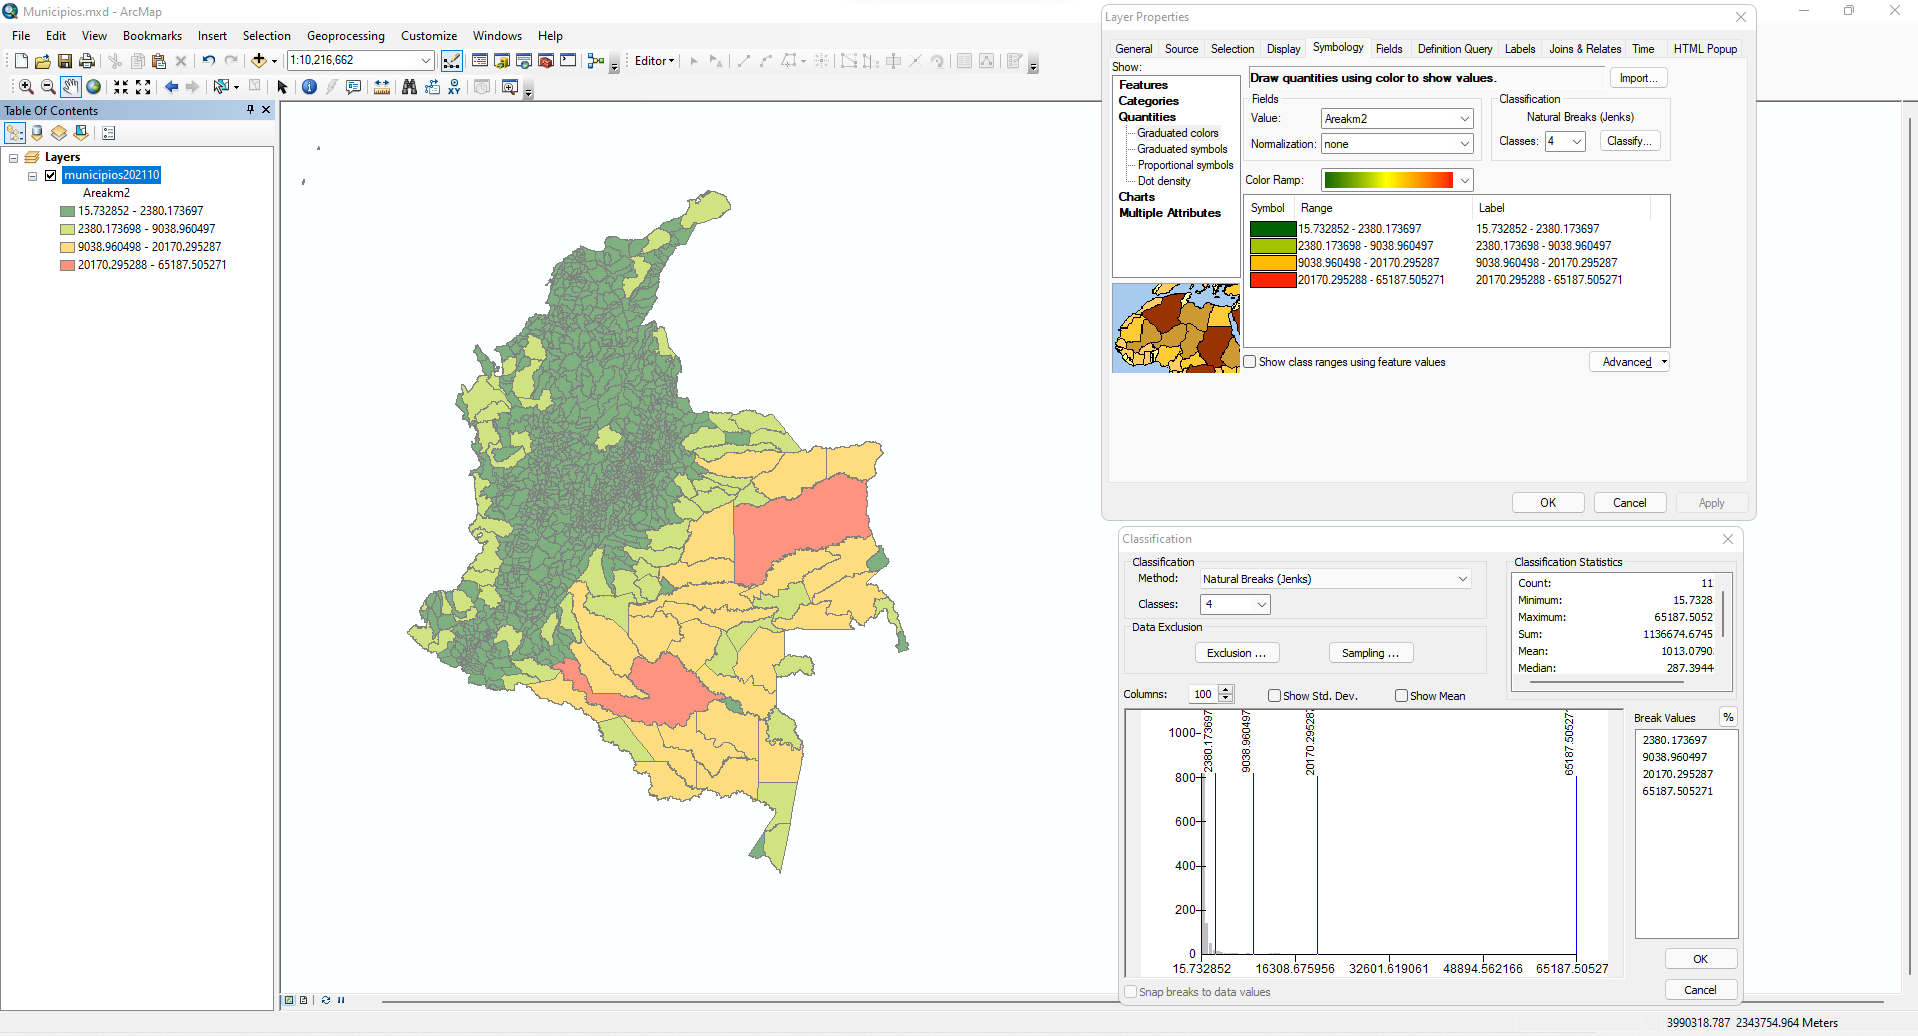 Municipios.mxd - ArcMap
File Edit View Bookmarks Insert Selection Geoprocessing Customize Windows Help
1:10,216,662
Editor
Table Of Contents
Layers
municipios202110
Areakm2
15.732852 - 2380.173697
2380.173698 - 9038.960497
9038.960498 - 20170.295287
20170.295288 - 65187.505271
Layer Properties
General Source Selection Display Symbology Fields Definition Query Labels Joins & Relates Time HTML Popup
Show:
Features
Categories
Quantities
Graduated colors
Graduated symbols
Proportional symbols
Dot density
Charts
Multiple Attributes
Draw quantities using color to show values.
Import...
Fields
Value: Areakm2
Normalization: none
Classification
Natural Breaks (Jenks)
Classes: 4 Classify...
Color Ramp:
Symbol Range Label
15.732852 - 2380.173697 15.732852 - 2380.173697
2380.173698 - 9038.960497 2380.173698 - 9038.960497
9038.960498 - 20170.295287 9038.960498 - 20170.295287
20170.295288 - 65187.505271 20170.295288 - 65187.505271
Show class ranges using feature values
Advanced
OK Cancel Apply
Classification
Classification
Method: Natural Breaks (Jenks)
Classes: 4
Data Exclusion
Exclusion ... Sampling ...
Classification Statistics
Count: 11
Minimum: 15.7328
Maximum: 65187.5052
Sum: 1136674.6745
Mean: 1013.0790
Median: 287.3944
Columns: 100 Show Std. Dev. Show Mean
Break Values %
2380.173697
9038.960497
20170.295287
65187.505271
1000
800
600
400
200
0
2380.173697
9038.960497
20170.295287
65187.505271
15.732852 16308.675956 32601.619061 48894.562166 65187.50527
Snap breaks to data values
OK
Cancel
3990318.787 2343754.964 Meters